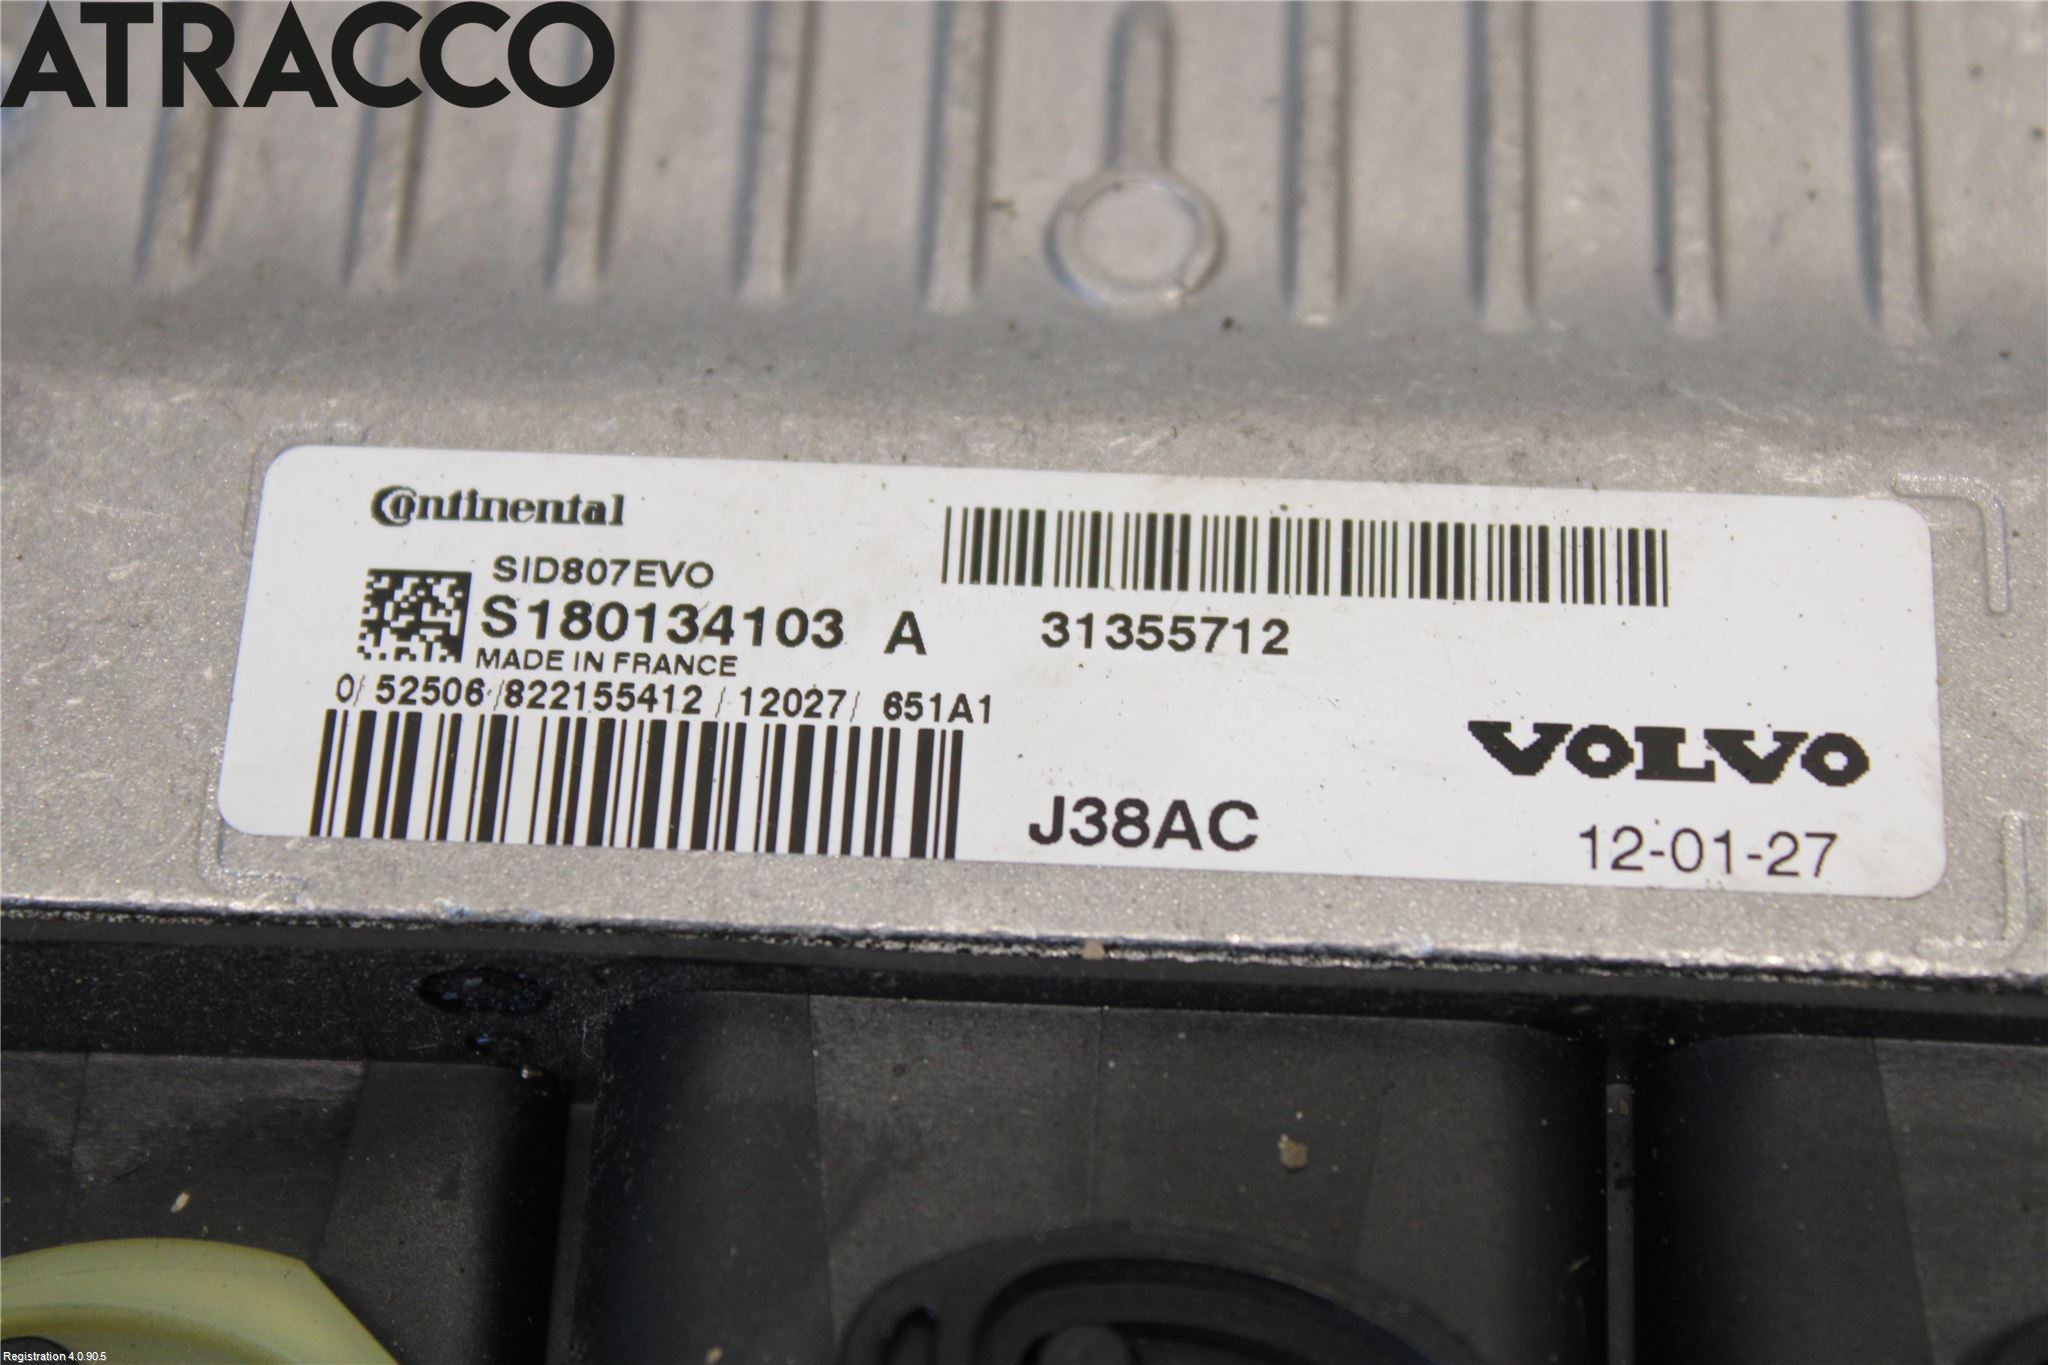 ATRACCO
Continental
SID807EVO
S180134103 A 31355712
MADE IN FRANCE
0/ 52506/822155412/12027/ 651A1
VOLVO
J38AC
12-01-27
Registration 4.0.90.5